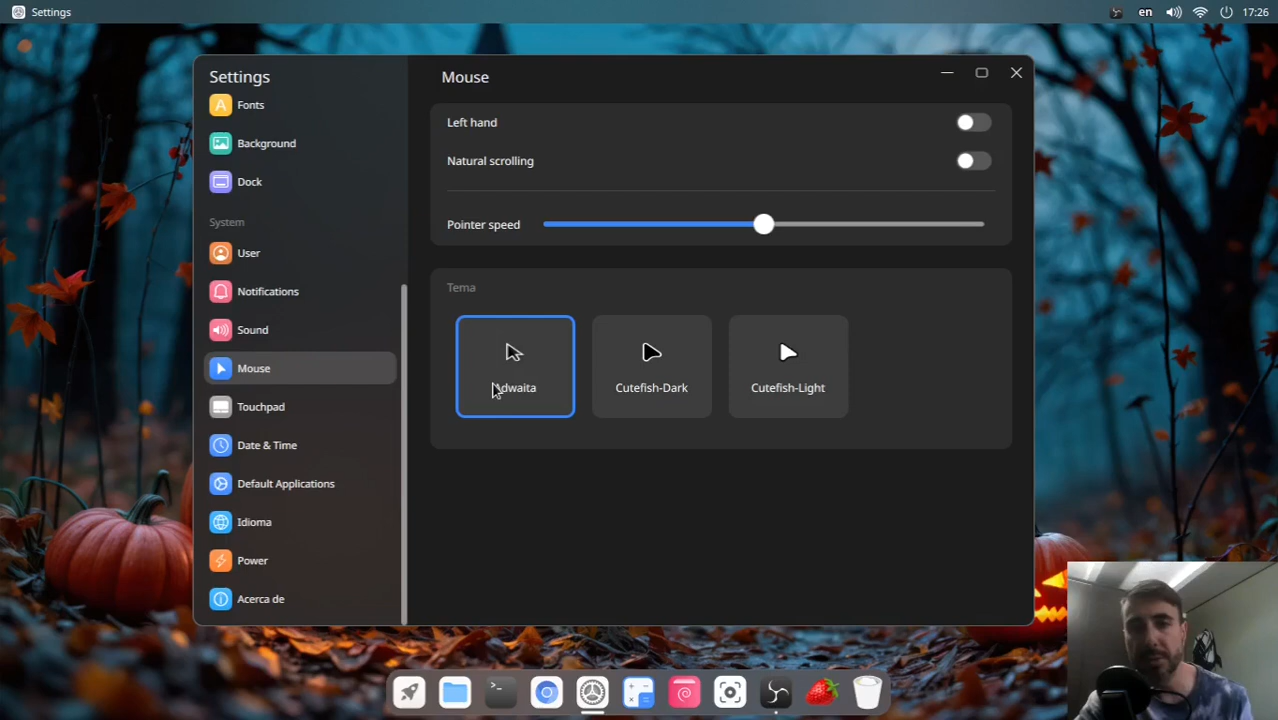 Settings
en
17:26
Settings
Fonts
Background
Dock
System
User
Notifications
Sound
Mouse
Touchpad
Date & Time
Default Applications
Idioma
Power
Acerca de
Mouse
Left hand
Natural scrolling
Pointer speed
Tema
Adwaita
Cutefish-Dark
Cutefish-Light